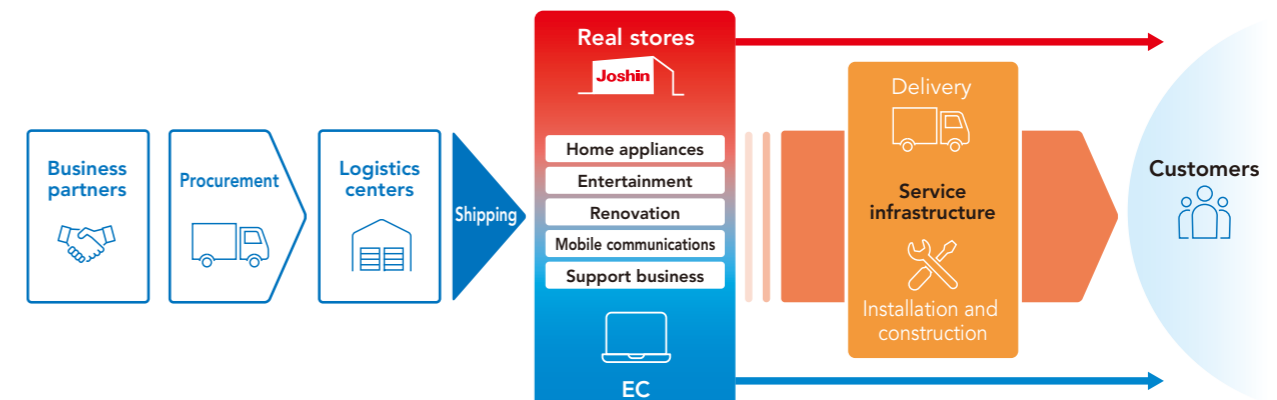 Business
partners
Procurement
Logistics
centers
Shipping
Real stores
Joshin
Home appliances
Entertainment
Renovation
Mobile communications
Support business
EC
Delivery
Service
infrastructure
Installation and
construction
Customers